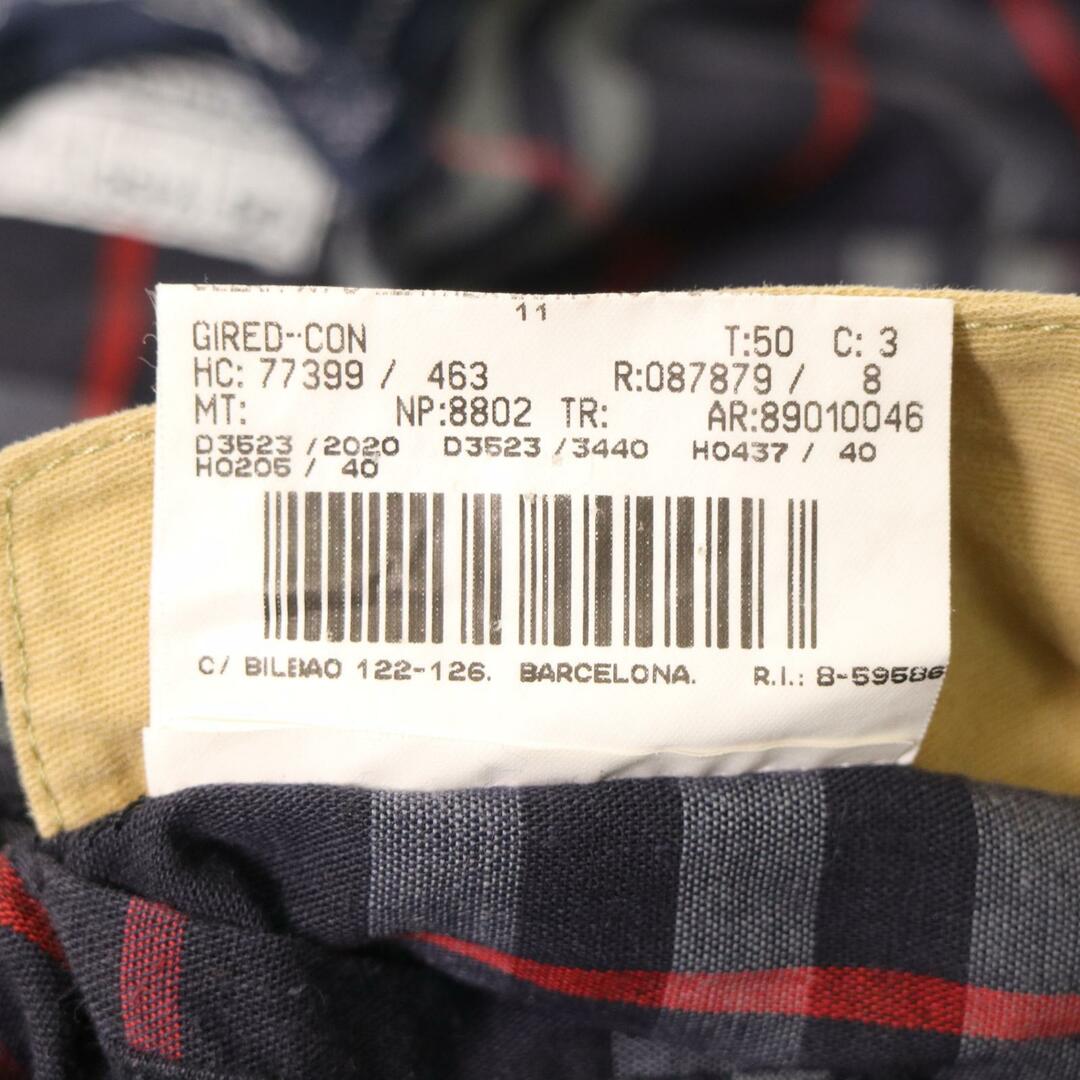 11
GIRED--CON T:50 C: 3
HC: 77399 / 463 R:087879 / 8
MT: NP:8802 TR: AR:89010046
D3523 /2020 D3523 /3440 H0437 / 40
H0205 / 40
C/ BILBAO 122-126. BARCELONA. R.I.: 8-59586